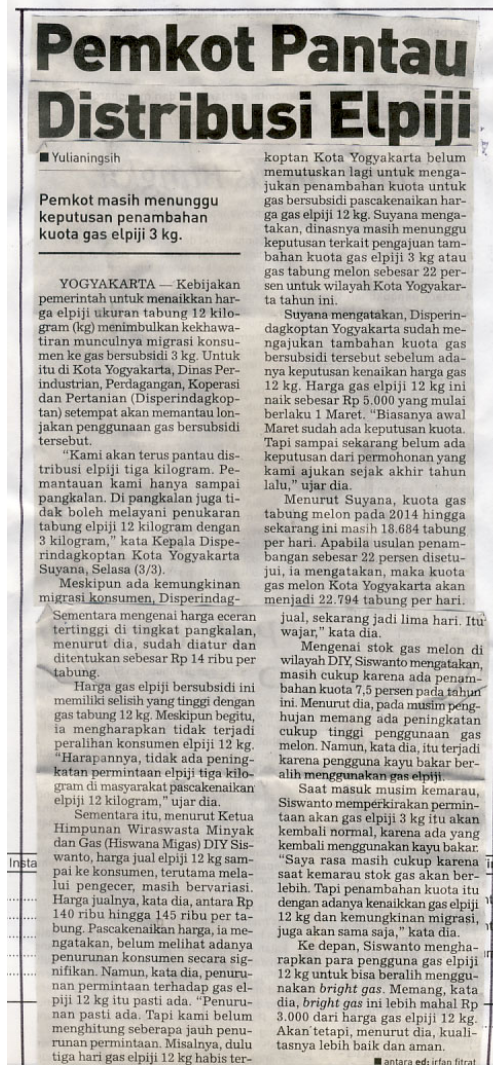 Pemkot Pantau
Distribusi Elpiji
■ Yulianingsih
Pemkot masih menunggu
keputusan penambahan
kuota gas elpiji 3 kg.
YOGYAKARTA — Kebijakan
pemerintah untuk menaikkan har-
ga elpiji ukuran tabung 12 kilo-
gram (kg) menimbulkan kekhawa-
tiran munculnya migrasi konsu-
men ke gas bersubsidi 3 kg. Untuk
itu di Kota Yogyakarta, Dinas Per-
industrian, Perdagangan, Koperasi
dan Pertanian (Disperindagkop-
tan) setempat akan memantau lon-
jakan penggunaan gas bersubsidi
tersebut.
“Kami akan terus pantau dis-
tribusi elpiji tiga kilogram. Pe-
mantauan kami hanya sampai
pangkalan. Di pangkalan juga ti-
dak boleh melayani penukaran
tabung elpiji 12 kilogram dengan
3 kilogram,” kata Kepala Dispe-
rindagkoptan Kota Yogyakarta
Suyana, Selasa (3/3).
Meskipun ada kemungkinan
migrasi konsumen, Disperindag-
koptan Kota Yogyakarta belum
memutuskan lagi untuk menga-
jukan penambahan kuota untuk
gas bersubsidi pascakenaikan har-
ga gas elpiji 12 kg. Suyana menga-
takan, dinasnya masih menunggu
keputusan terkait pengajuan tam-
bahan kuota gas elpiji 3 kg atau
gas tabung melon sebesar 22 per-
sen untuk wilayah Kota Yogyakar-
ta tahun ini.
Suyana mengatakan, Disperin-
dagkoptan Yogyakarta sudah me-
ngajukan tambahan kuota gas
bersubsidi tersebut sebelum ada-
nya keputusan kenaikan harga gas
12 kg. Harga gas elpiji 12 kg ini
naik sebesar Rp 5.000 yang mulai
berlaku 1 Maret. “Biasanya awal
Maret sudah ada keputusan kuota.
Tapi sampai sekarang belum ada
keputusan dari permohonan yang
kami ajukan sejak akhir tahun
lalu,” ujar dia.
Menurut Suyana, kuota gas
tabung melon pada 2014 hingga
sekarang ini masih 18.684 tabung
per hari. Apabila usulan penam-
bangan sebesar 22 persen disetu-
jui, ia mengatakan, maka kuota
gas melon Kota Yogyakarta akan
menjadi 22.794 tabung per hari.
Sementara mengenai harga eceran
tertinggi di tingkat pangkalan,
menurut dia, sudah diatur dan
ditentukan sebesar Rp 14 ribu per
tabung.
Harga gas elpiji bersubsidi ini
memiliki selisih yang tinggi dengan
gas tabung 12 kg. Meskipun begitu,
ia mengharapkan tidak terjadi
peralihan konsumen elpiji 12 kg.
“Harapannya, tidak ada pening-
katan permintaan elpiji tiga kilo-
gram di masyarakat pascakenaikan
elpiji 12 kilogram,” ujar dia.
Sementara itu, menurut Ketua
Himpunan Wiraswasta Minyak
dan Gas (Hiswana Migas) DIY Sis-
wanto, harga jual elpiji 12 kg sam-
pai ke konsumen, terutama mela-
lui pengecer, masih bervariasi.
Harga jualnya, kata dia, antara Rp
140 ribu hingga 145 ribu per ta-
bung. Pascakenaikan harga, ia me-
ngatakan, belum melihat adanya
penurunan konsumen secara sig-
nifikan. Namun, kata dia, penuru-
nan permintaan terhadap gas el-
piji 12 kg itu pasti ada. “Penuru-
nan pasti ada. Tapi kami belum
menghitung seberapa jauh penu-
runan permintaan. Misalnya, dulu
tiga hari gas elpiji 12 kg habis ter-
jual, sekarang jadi lima hari. Itu
wajar,” kata dia.
Mengenai stok gas melon di
wilayah DIY, Siswanto mengatakan,
masih cukup karena ada penam-
bahan kuota 7,5 persen pada tahun
ini. Menurut dia, pada musim peng-
hujan memang ada peningkatan
cukup tinggi penggunaan gas
melon. Namun, kata dia, itu terjadi
karena pengguna kayu bakar ber-
alih menggunakan gas elpiji.
Saat masuk musim kemarau,
Siswanto memperkirakan permin-
taan akan gas elpiji 3 kg itu akan
kembali normal, karena ada yang
kembali menggunakan kayu bakar.
“Saya rasa masih cukup karena
saat kemarau stok gas akan ber-
lebih. Tapi penambahan kuota itu
dengan adanya kenaikkan gas elpiji
12 kg dan kemungkinan migrasi,
juga akan sama saja,” kata dia.
Ke depan, Siswanto mengha-
rapkan para pengguna gas elpiji
12 kg untuk bisa beralih menggu-
nakan bright gas. Memang, kata
dia, bright gas ini lebih mahal Rp
3.000 dari harga gas elpiji 12 kg.
Akan tetapi, menurut dia, kuali-
tasnya lebih baik dan aman.
■ antara ed: irfan fitrat
Insta